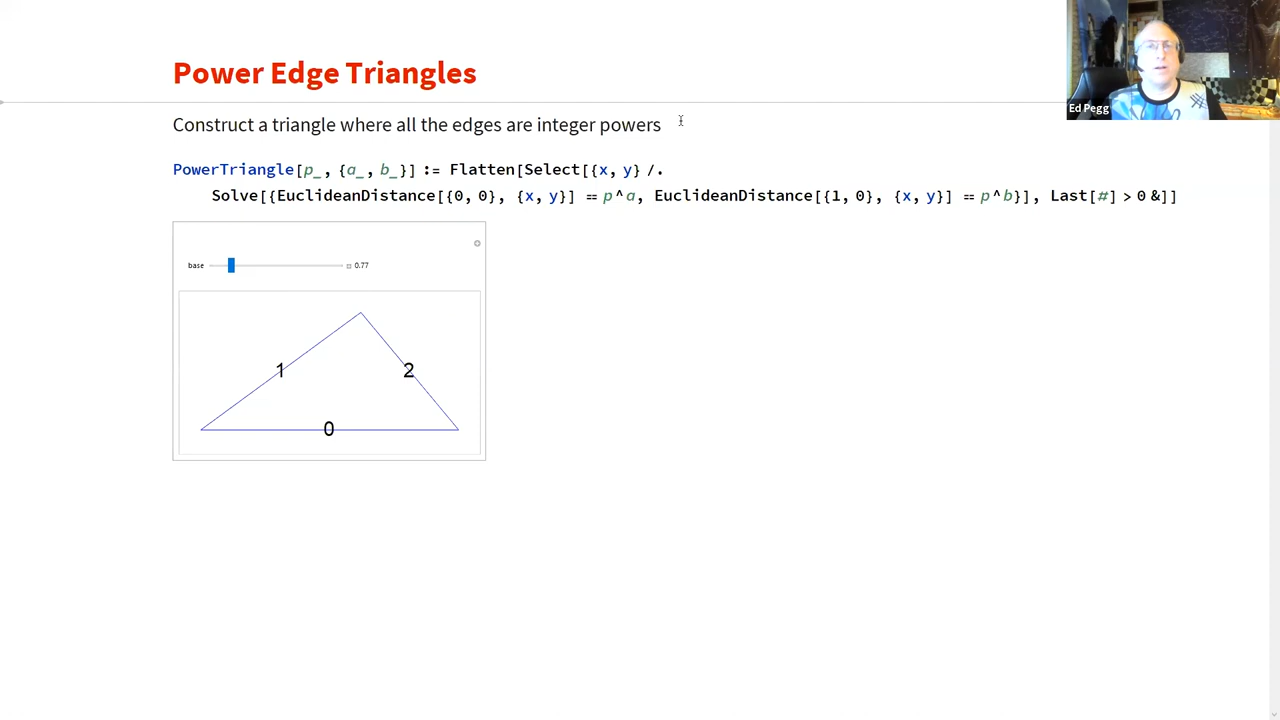 Power Edge Triangles
Ed Pegg
Construct a triangle where all the edges are integer powers
PowerTriangle[p_, {a_, b_}] := Flatten[Select[{x, y} /.
Solve[{EuclideanDistance[{0, 0}, {x, y}] == p^a, EuclideanDistance[{1, 0}, {x, y}] == p^b}], Last[#] > 0 &]]
base 0.77
1
2
0